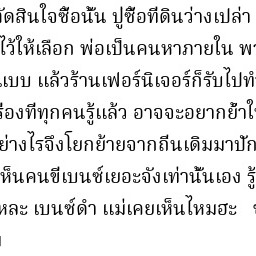 ตัดสินใจซื้อนั้น ปู่ซื้อที่ดินว่างเปล่า
ไว้ให้เลือก พ่อเป็นคนหาภายใน
แบบ แล้วร้านเฟอร์นิเจอร์ก็รับไป
รื่องที่ทุกคนรู้แล้ว อาจจะอยากย้ำ
ย่างไรจึงโยกย้ายจากถิ่นเดิมมาปัก
ห็นคนขี่เบนซ์เยอะจังเท่านั้นเอง รู้
หละ เบนซ์ดำ แม่เคยเห็นไหมฮะ